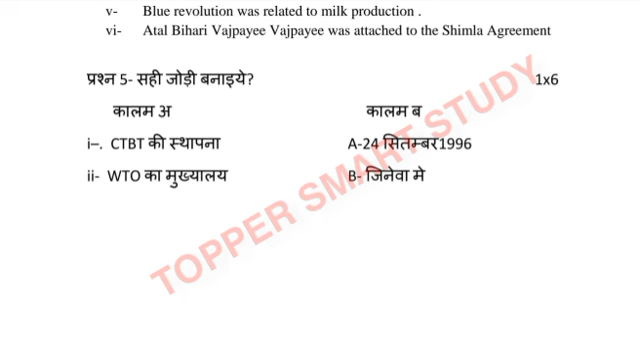 v- Blue revolution was related to milk production .
vi- Atal Bihari Vajpayee Vajpayee was attached to the Shimla Agreement
प्रश्न 5- सही जोड़ी बनाइये? 1x6
कालम अ कालम ब
i–. CTBT की स्थापना A-24 सितम्बर1996
ii- WTO का मुख्यालय B- जिनेवा मे
TOPPER SMART STUDY